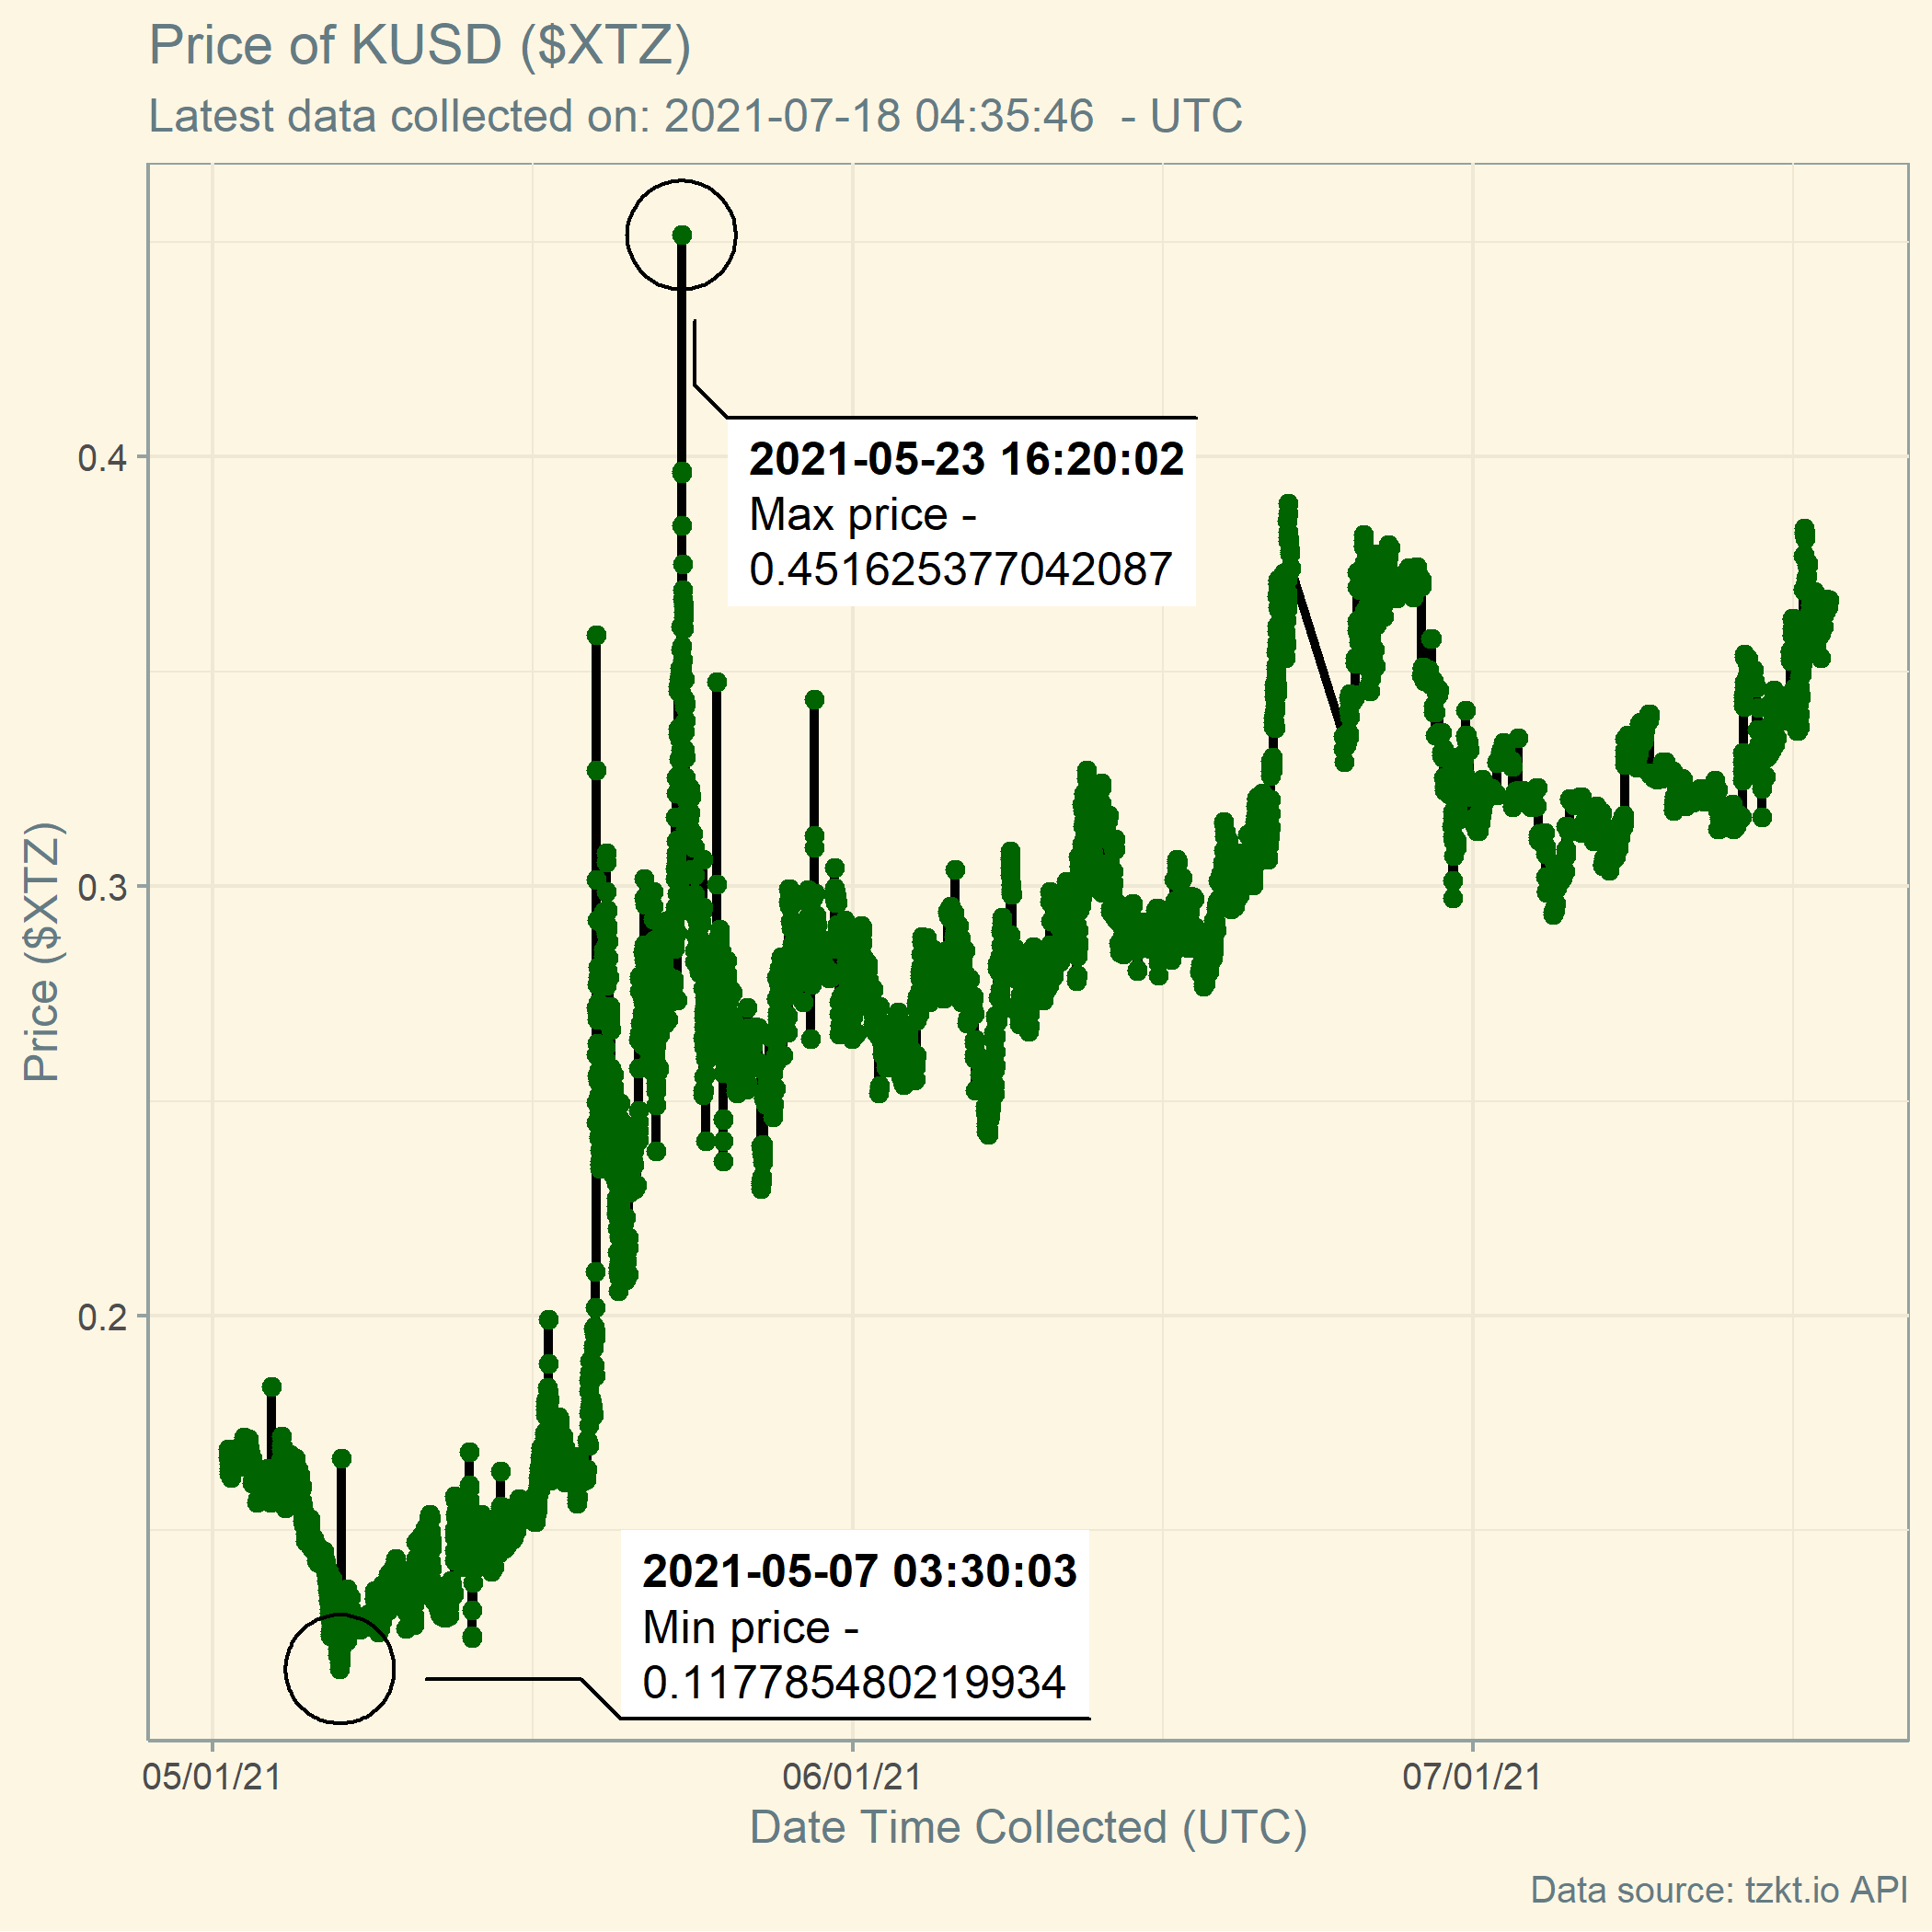 Price of KUSD ($XTZ)
Latest data collected on: 2021-07-18 04:35:46  - UTC
2021-05-23 16:20:02
Max price -
0.451625377042087
0.4
0.3
0.2
Price ($XTZ)
2021-05-07 03:30:03
Min price -
0.117785480219934
05/01/21
06/01/21
07/01/21
Date Time Collected (UTC)
Data source: tzkt.io API